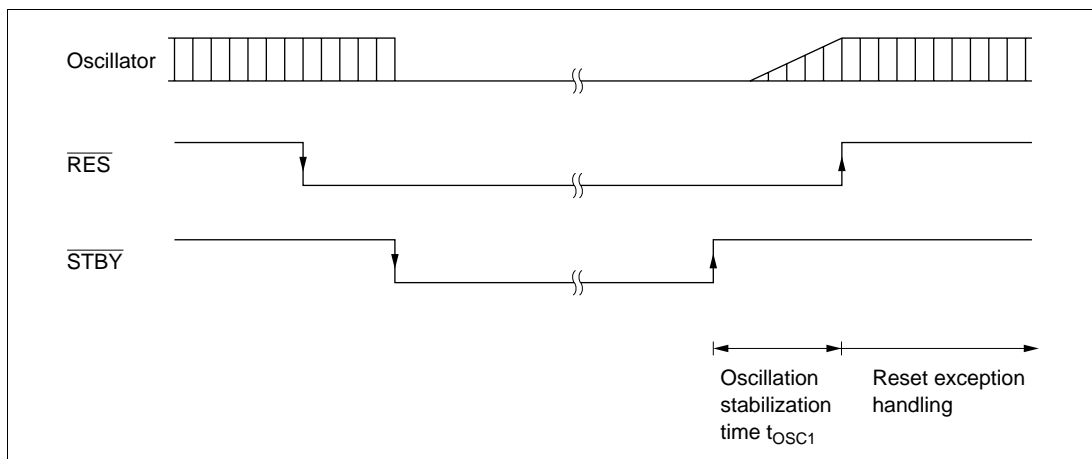 Oscillator
RES
STBY
Oscillation
stabilization
time tOSC1
Reset exception
handling